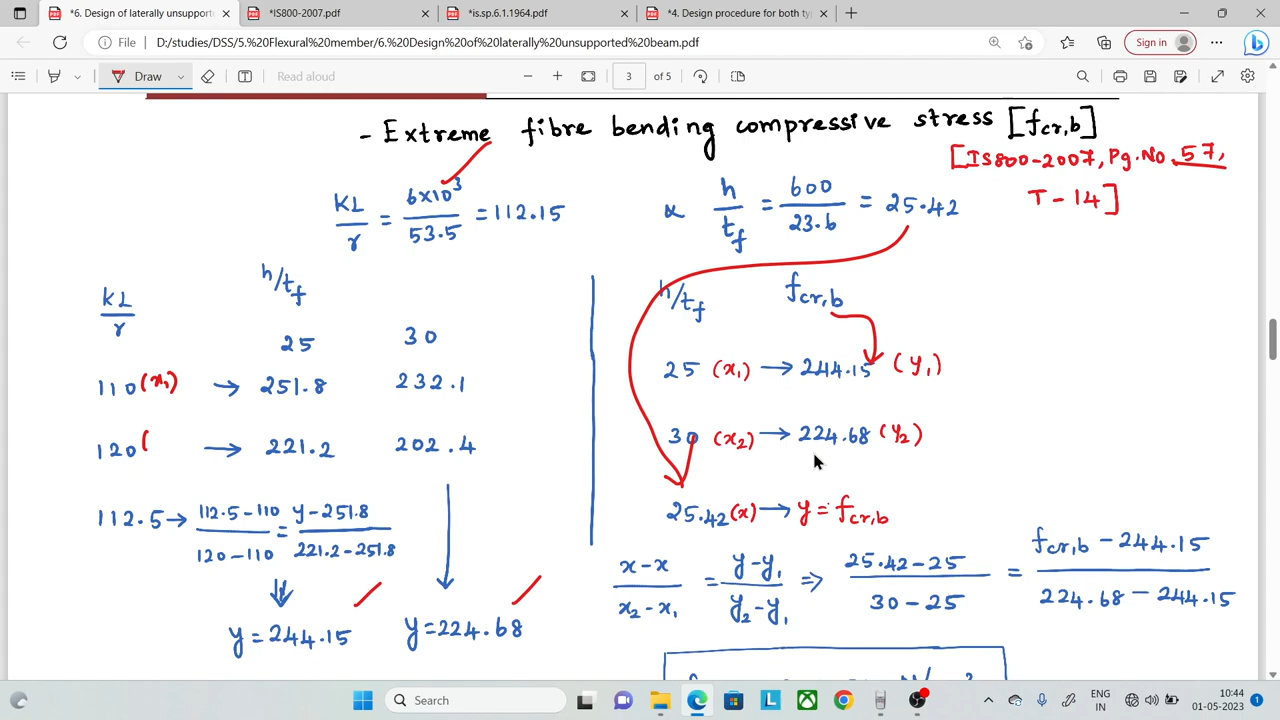 *6. Design of laterally unsupport
*IS800-2007.pdf
*is.sp.6.1.1964.pdf
*4. Design procedure for both typ
File
D:/studies/DSS/5.%20Flexural%20member/6.%20Design%20of%20laterally%20unsupported%20beam.pdf
Sign in
Draw
Read aloud
3 of 5
- Extreme fibre bending compressive stress [fcr,b]
[IS800-2007, Pg.No 57,
T-14]
KL/r = 6x10³/53.5 = 112.15
∝ h/tf = 600/23.6 = 25.42
KL/r
h/tf
25 30
110 (x1) → 251.8 232.1
120 ( → 221.2 202.4
112.5 → 112.5-110/120-110 = y-251.8/221.2-251.8
y = 244.15 y=224.68
h/tf fcr,b
25 (x1) → 244.15 (y1)
30 (x2) → 224.68 (y2)
25.42 (x) → y = fcr,b
x-x/x2-x1 = y-y1/y2-y1 ⇒ 25.42-25/30-25 = fcr,b-244.15/224.68-244.15
Search
ENG
IN
10:44
01-05-2023
1